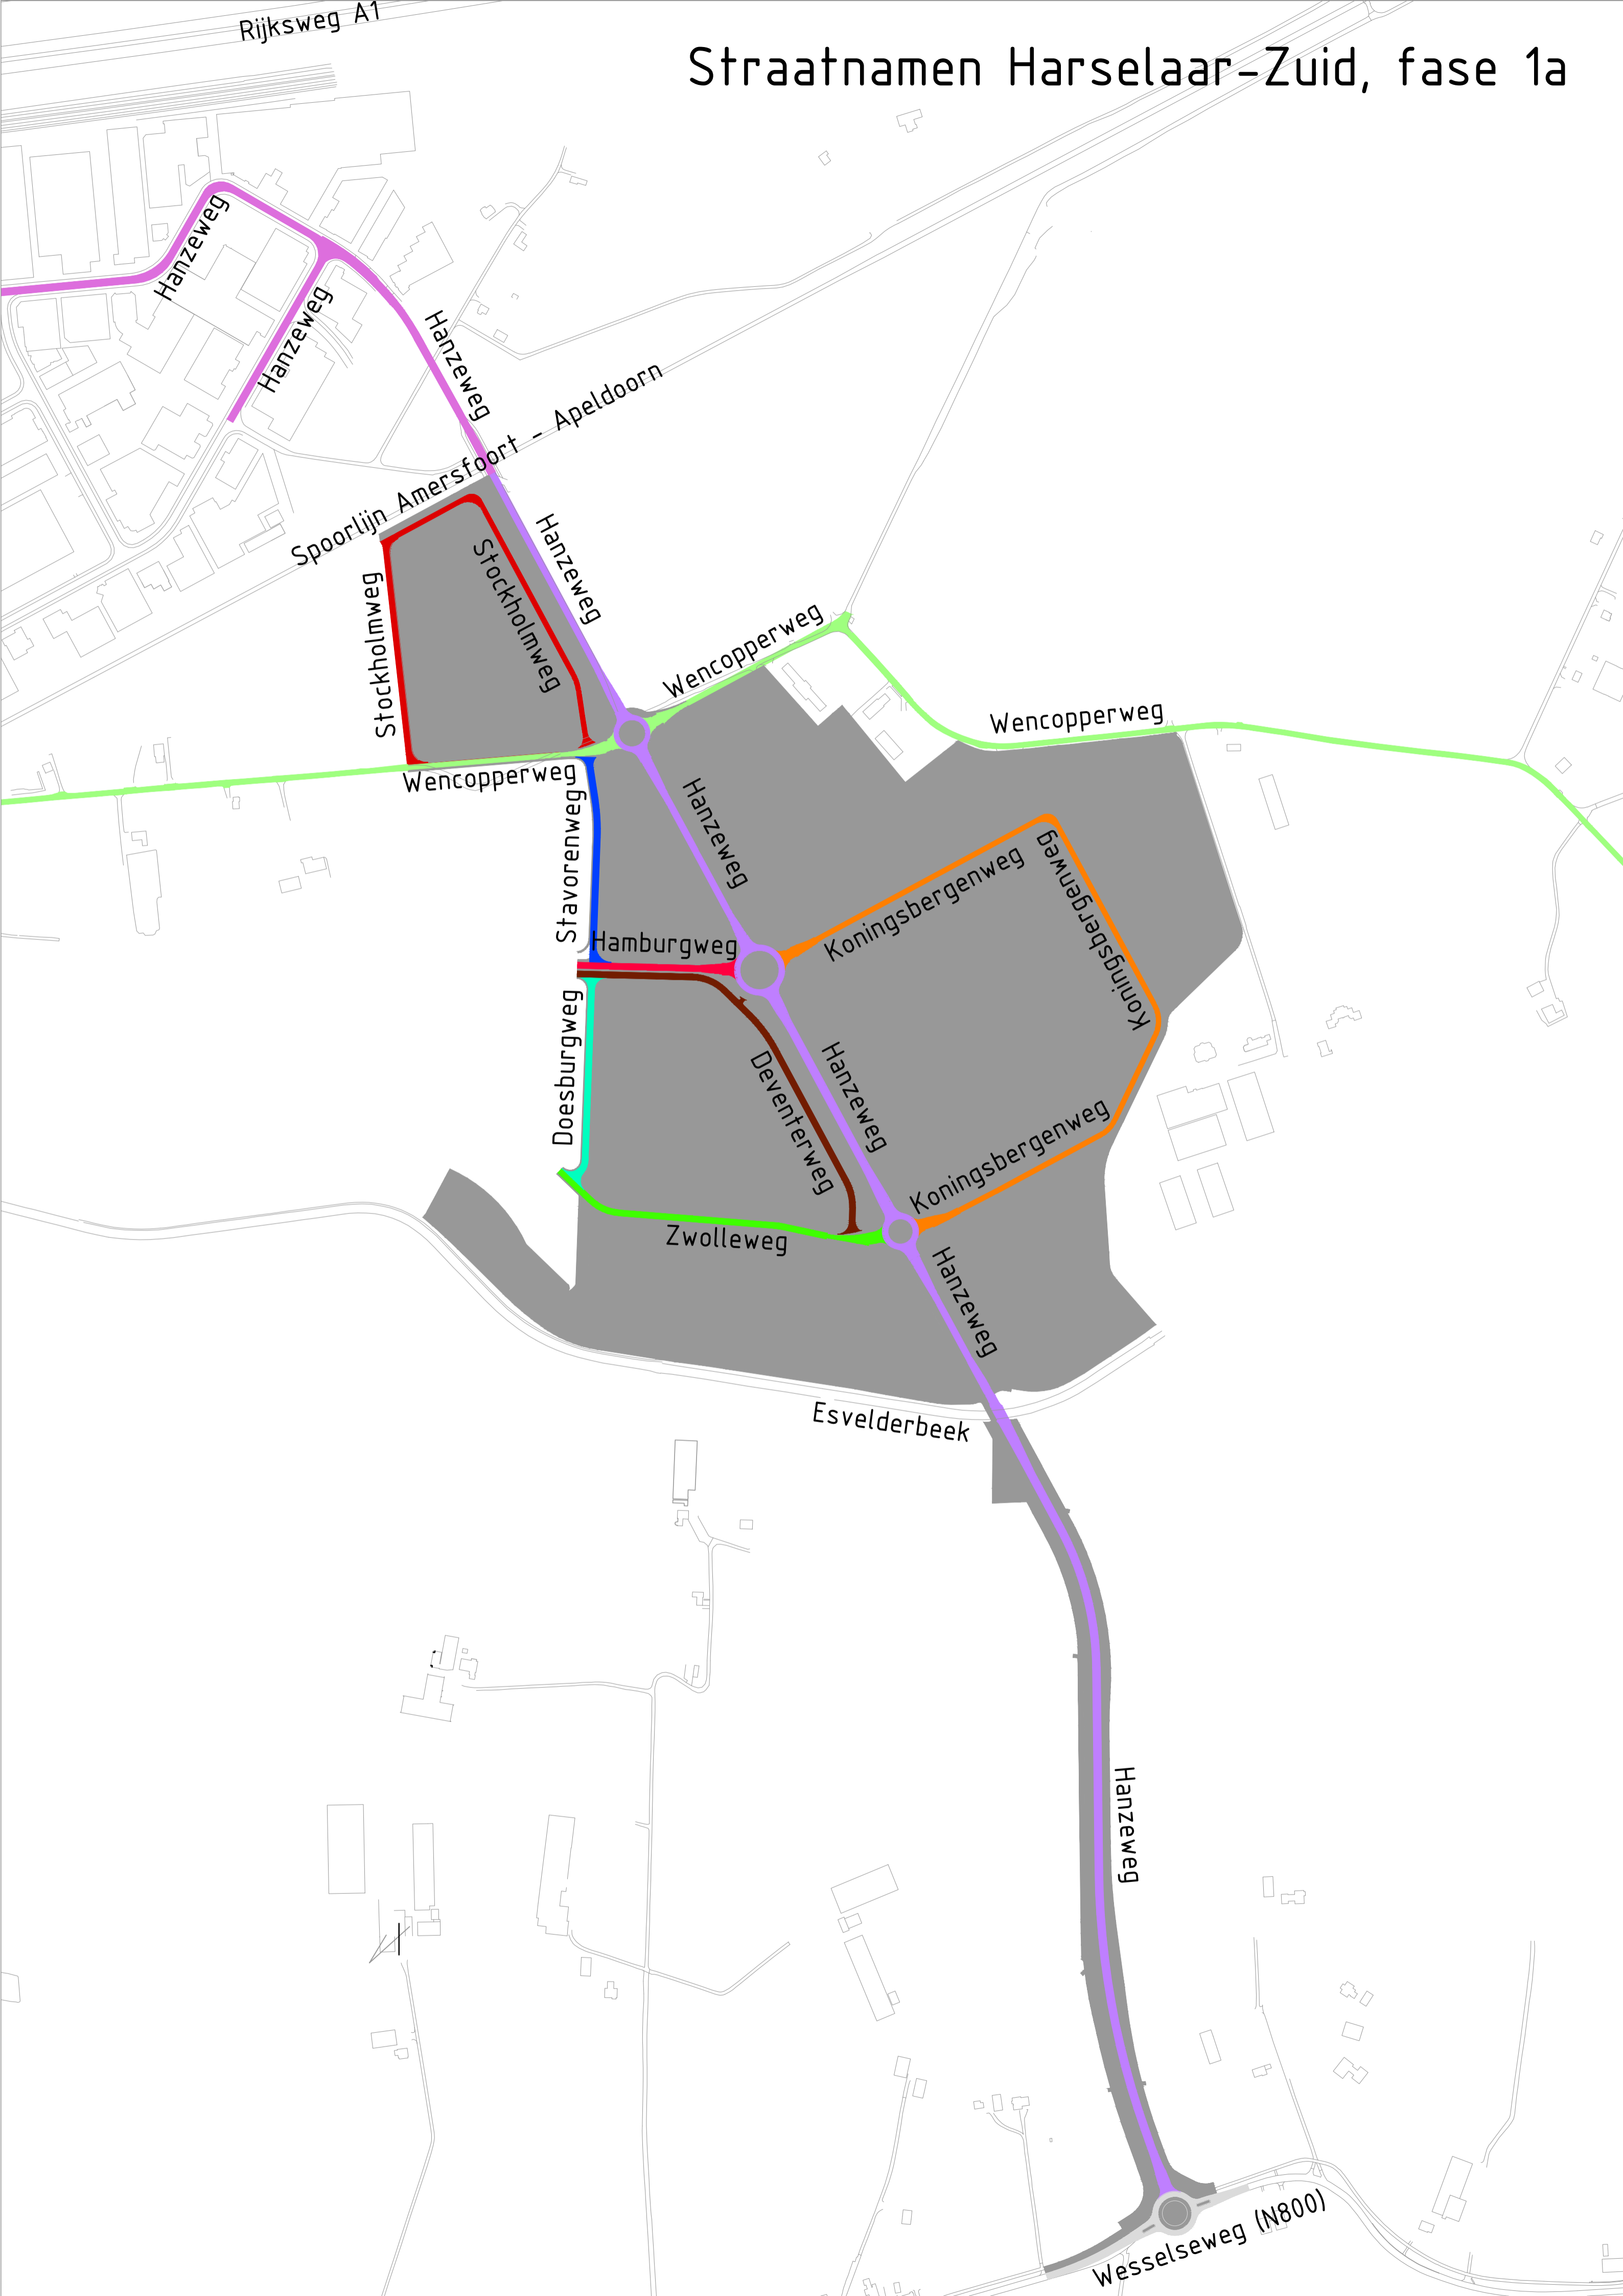 Rijksweg A1
Straatnamen Harselaar-Zuid, fase 1a
Hanzeweg
Hanzeweg
Hanzeweg
Spoorlijn Amersfoort - Apeldoorn
Hanzeweg
Stockholmweg
Stockholmweg
Wencopperweg
Wencopperweg
Wencopperweg
Stavorenweg
Hanzeweg
Koningsbergenweg
Koningsbergenweg
Hamburgweg
Doesburgweg
Deventerweg
Hanzeweg
Koningsbergenweg
Zwolleweg
Hanzeweg
Esvelderbeek
Hanzeweg
Wesselseweg (N800)